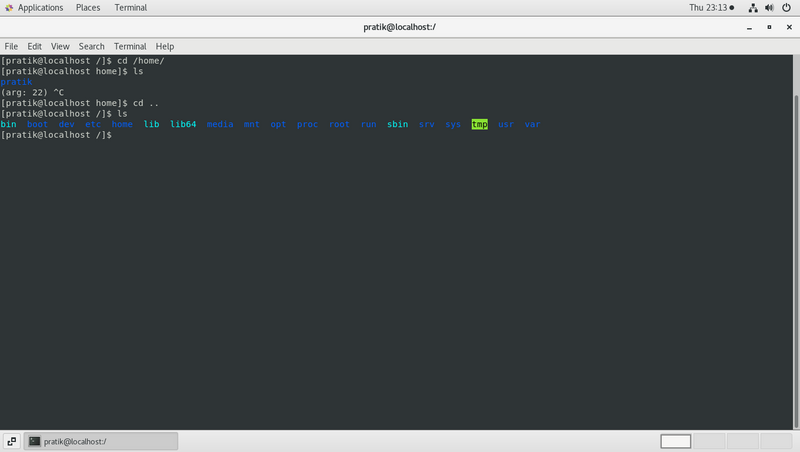 Applications Places Terminal Thu 23:13
pratik@localhost:/
File Edit View Search Terminal Help
[pratik@localhost /]$ cd /home/
[pratik@localhost home]$ ls
pratik
(arg: 22) ^C
[pratik@localhost home]$ cd ..
[pratik@localhost /]$ ls
bin boot dev etc home lib lib64 media mnt opt proc root run sbin srv sys tmp usr var
[pratik@localhost /]$
pratik@localhost:/